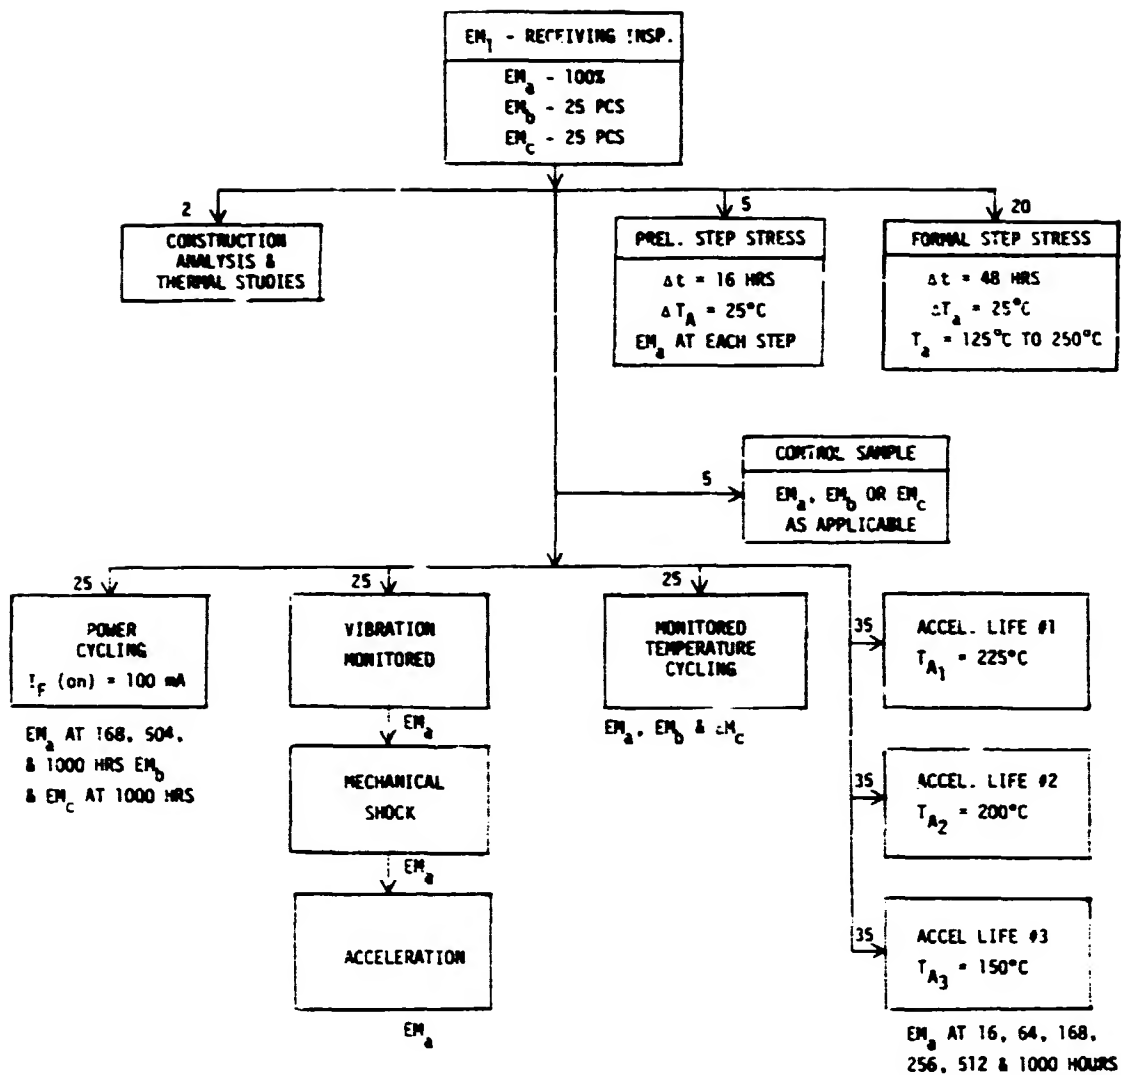 EM1 - RECEIVING INSP.
EMa - 100%
EMb - 25 PCS
EMc - 25 PCS
2
CONSTRUCTION
ANALYSIS &
THERMAL STUDIES
5
PREL. STEP STRESS
Δt = 16 HRS
ΔTA = 25°C
EMa AT EACH STEP
20
FORMAL STEP STRESS
Δt = 48 HRS
ΔTa = 25°C
Ta = 125°C TO 250°C
5
CONTROL SAMPLE
EMa, EMb OR EMc
AS APPLICABLE
25
POWER
CYCLING
IF (on) = 100 mA
EMa AT 168, 504,
& 1000 HRS EMb
& EMc AT 1000 HRS
25
VIBRATION
MONITORED
EMa
MECHANICAL
SHOCK
EMa
ACCELERATION
EMa
25
MONITORED
TEMPERATURE
CYCLING
EMa, EMb & EMc
35
ACCEL. LIFE #1
TA1 = 225°C
35
ACCEL. LIFE #2
TA2 = 200°C
35
ACCEL LIFE #3
TA3 = 150°C
EMa AT 16, 64, 168,
256, 512 & 1000 HOURS